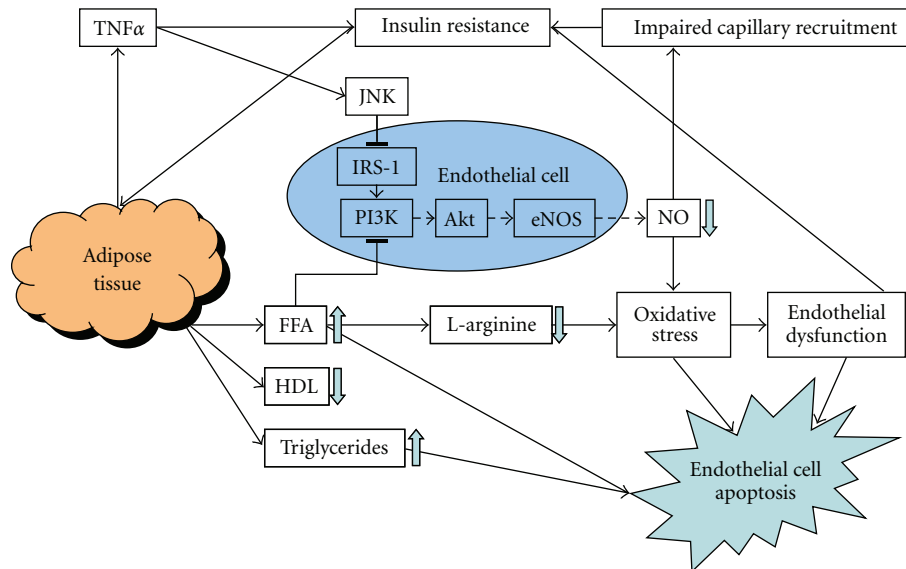 TNFα
Insulin resistance
Impaired capillary recruitment
JNK
IRS-1
Endothelial cell
PI3K
Akt
eNOS
NO
Adipose
tissue
FFA
L-arginine
Oxidative
stress
Endothelial
dysfunction
HDL
Triglycerides
Endothelial cell
apoptosis